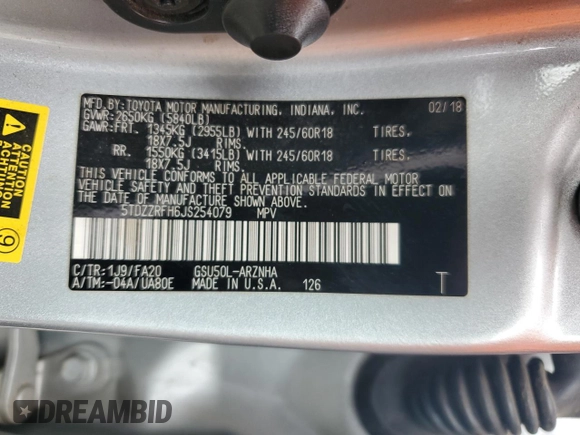 MFD. BY: TOYOTA MOTOR MANUFACTURING, INDIANA, INC. 02/18
GVWR: 2650KG (5840LB)
GAWR: FRT. 1345KG (2955LB) WITH 245/60R18 TIRES,
18X7.5J RIMS.
RR. 1550KG (3415LB) WITH 245/60R18 TIRES,
18X7.5J RIMS.
THIS VEHICLE CONFORMS TO ALL APPLICABLE FEDERAL MOTOR
VEHICLE SAFETY AND THEFT PREVENTION STANDARDS IN EFFECT ON
THE DATE OF MANUFACTURE SHOWN ABOVE.
5TDZZRFH6JS254079 MPV
C/TR: 1J9/FA20 GSU50L-ARZNHA
A/TM: -04A/UA80E MADE IN U.S.A. 126 T
ATTENTION
ACHTUNG
9
DREAMBID